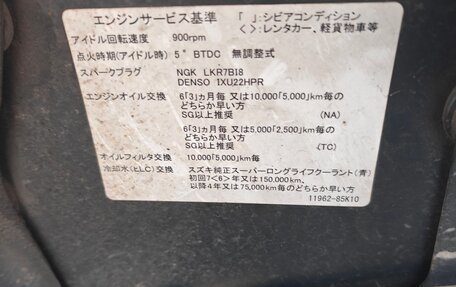 エンジンサービス基準 「 」:シビアコンディション
< >:レンタカー、軽貨物車等
アイドル回転速度 900rpm
点火時期(アイドル時) 5° BTDC 無調整式
スパークプラグ NGK LKR7BI8
DENSO IXU22HPR
エンジンオイル交換 6「3」ヵ月毎 又は10,000「5,000」km毎の
どちらか早い方
SG以上推奨 (NA)
6「3」ヵ月毎 又は5,000「2,500」km毎の
どちらか早い方
SG以上推奨 (TC)
オイルフィルタ交換 10,000「5,000」km毎
冷却水(LLC)交換 スズキ純正スーパーロングライフクーラント(青)
初回7<6>年又は150,000km、
以降4年又は75,000km毎のどちらか早い方
11962-85K10